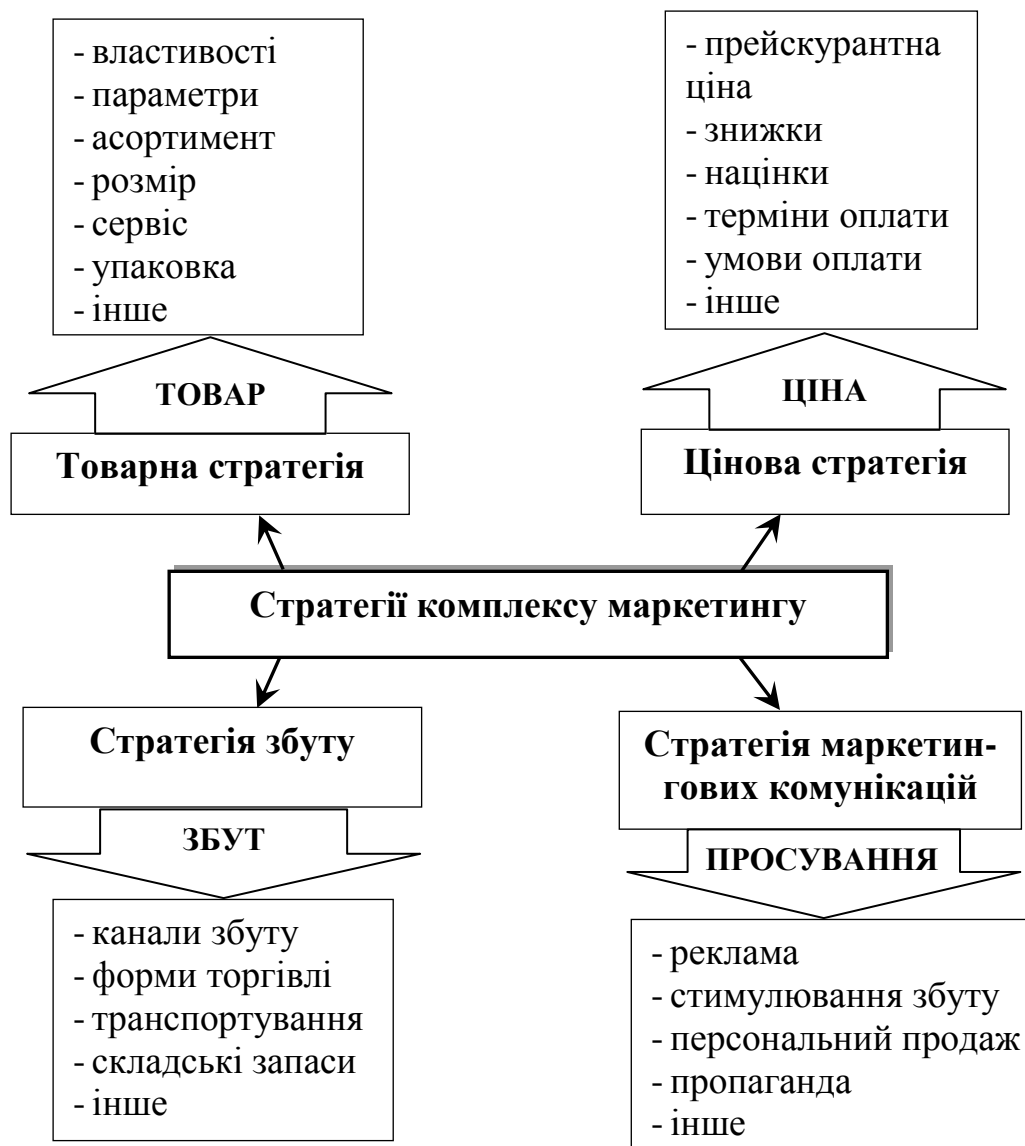 - властивості
- параметри
- асортимент
- розмір
- сервіс
- упаковка
- інше
ТОВАР
Товарна стратегія
- прейскурантна
ціна
- знижки
- націнки
- терміни оплати
- умови оплати
- інше
ЦІНА
Цінова стратегія
Стратегії комплексу маркетингу
Стратегія збуту
ЗБУТ
- канали збуту
- форми торгівлі
- транспортування
- складські запаси
- інше
Стратегія маркетин-
гових комунікацій
ПРОСУВАННЯ
- реклама
- стимулювання збуту
- персональний продаж
- пропаганда
- інше